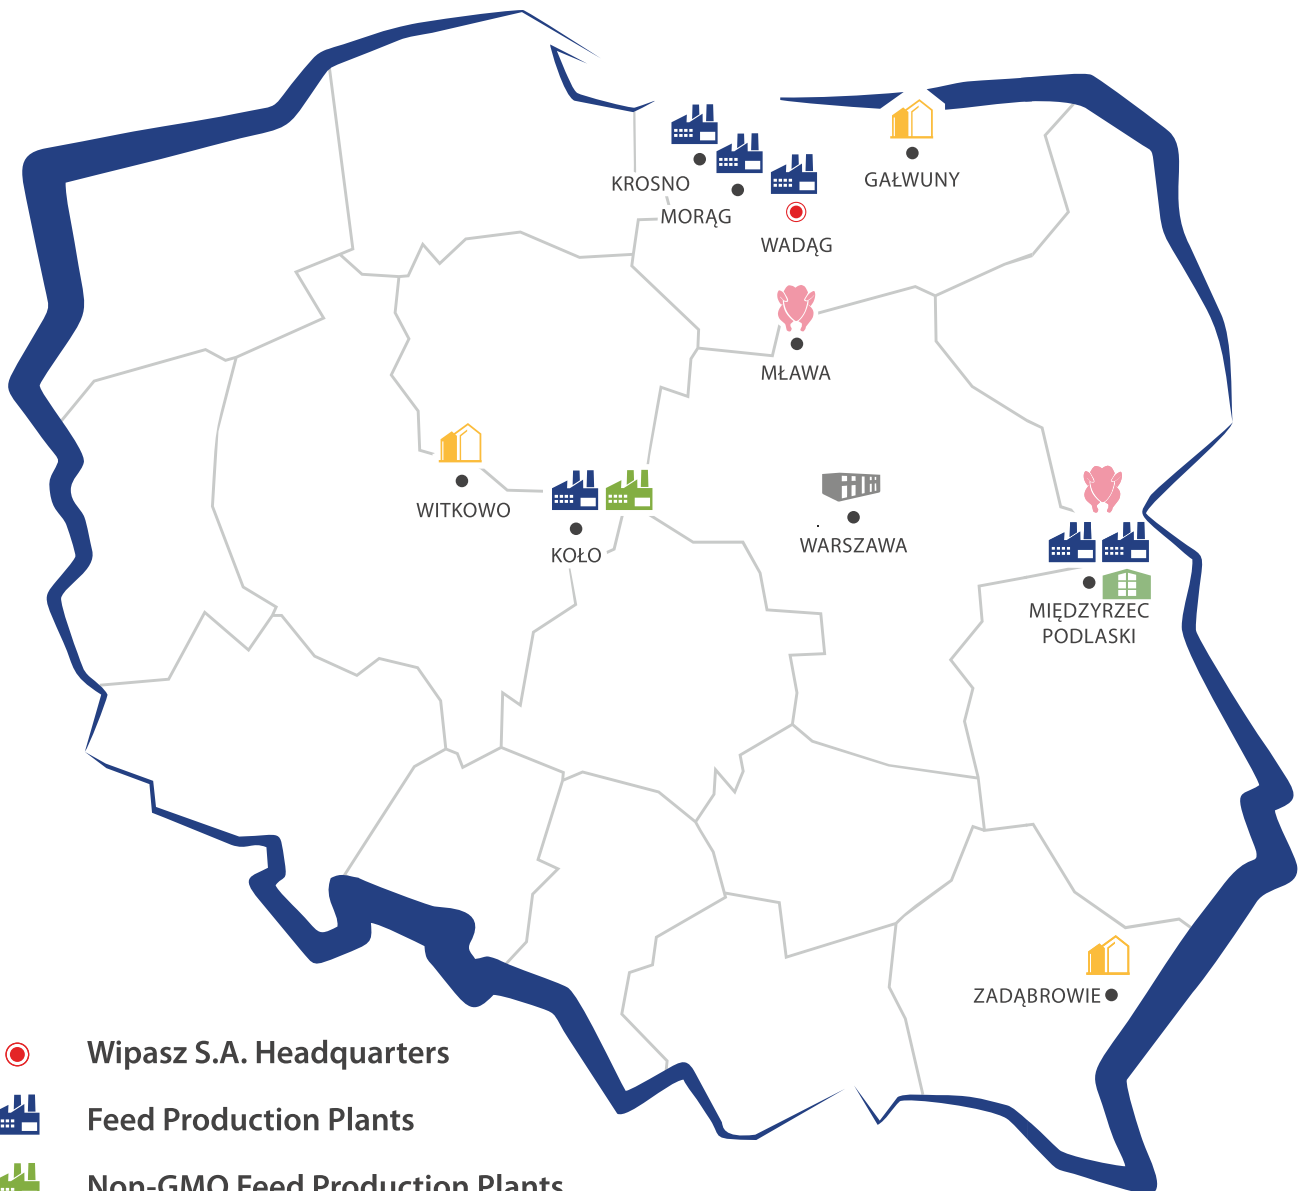 KROSNO
GAŁWUNY
MORĄG
WADĄG
MŁAWA
WITKOWO
WARSZAWA
KOŁO
MIĘDZYRZEC
PODLASKI
ZADĄBROWIE
Wipasz S.A. Headquarters
Feed Production Plants
Non-GMO Feed Production Plants